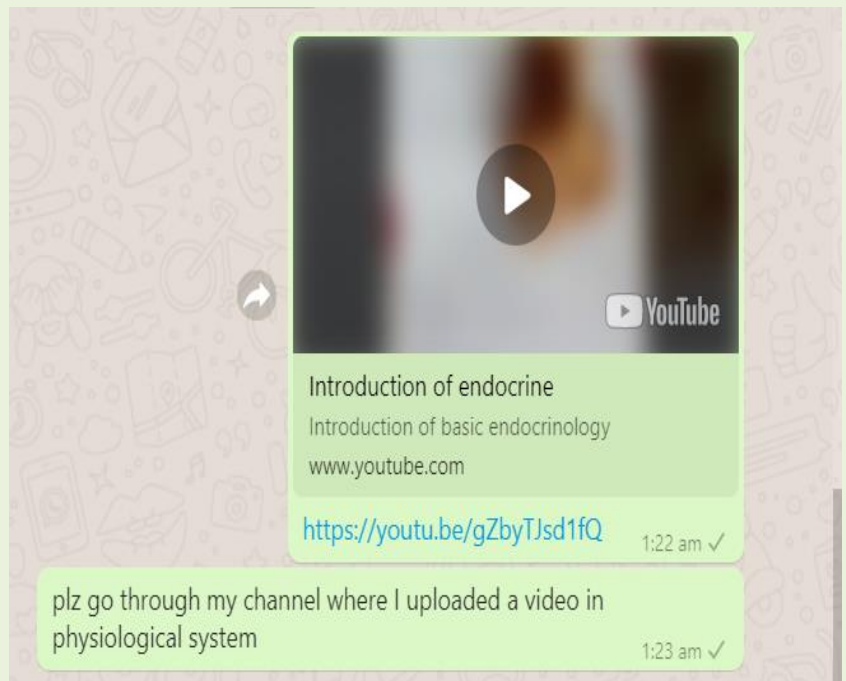 YouTube
Introduction of endocrine
Introduction of basic endocrinology
www.youtube.com
https://youtu.be/gZbyTJsd1fQ
1:22 am
plz go through my channel where I uploaded a video in
physiological system
1:23 am